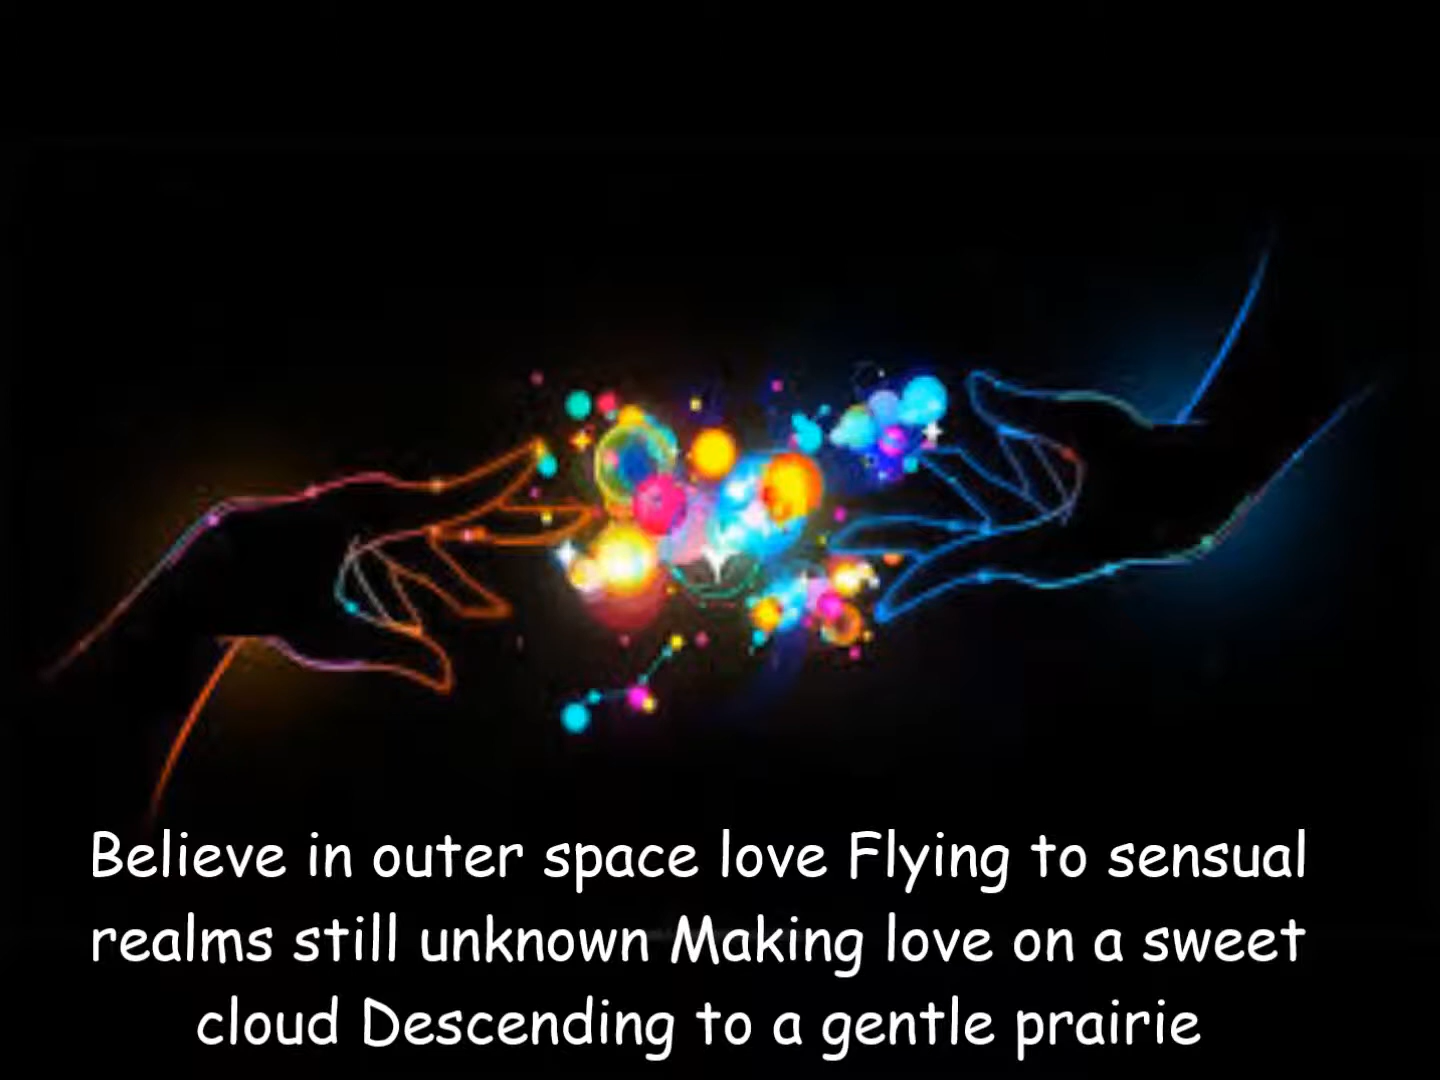 Believe in outer space love Flying to sensual
realms still unknown Making love on a sweet
cloud Descending to a gentle prairie